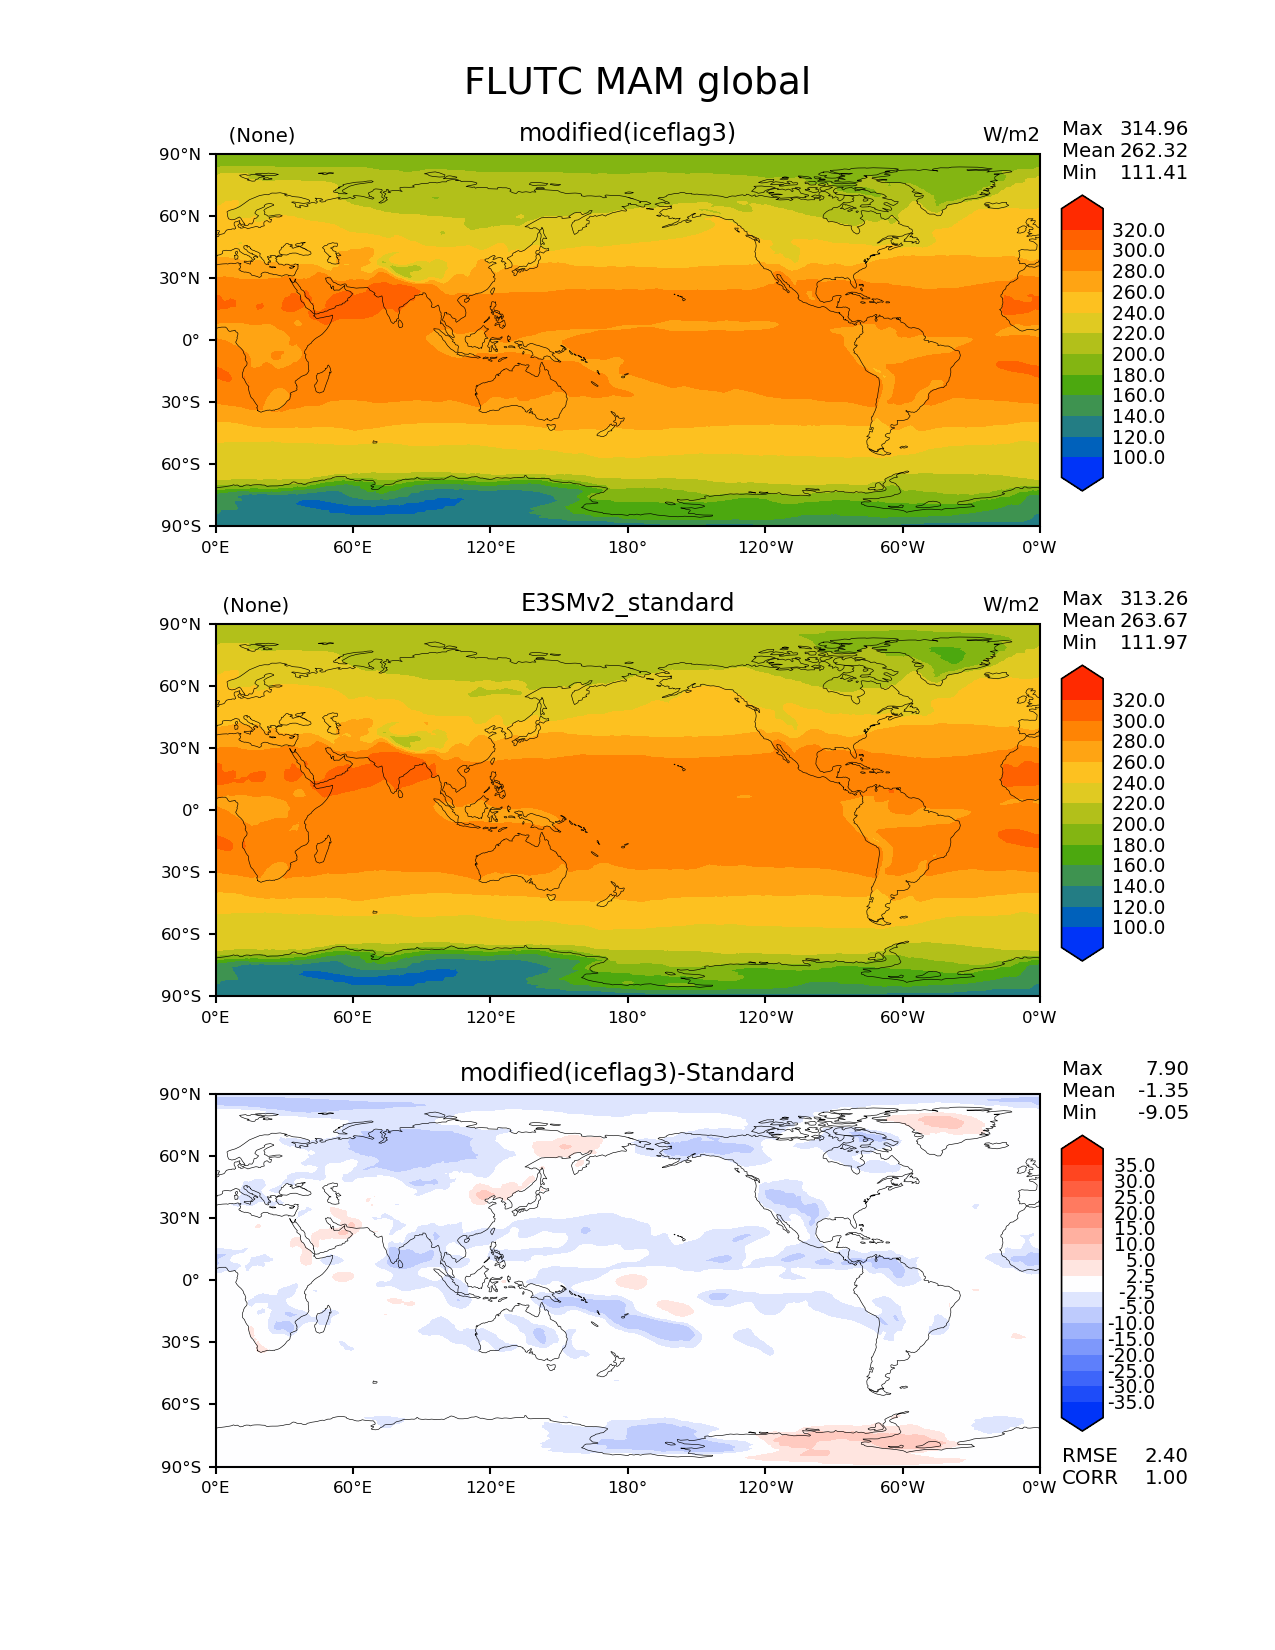 FLUTC MAM global
(None) modified(iceflag3) W/m2
Max 314.96
Mean 262.32
Min 111.41
90°N
60°N
30°N
0°
30°S
60°S
90°S
0°E 60°E 120°E 180° 120°W 60°W 0°W
320.0
300.0
280.0
260.0
240.0
220.0
200.0
180.0
160.0
140.0
120.0
100.0
(None) E3SMv2_standard W/m2
Max 313.26
Mean 263.67
Min 111.97
90°N
60°N
30°N
0°
30°S
60°S
90°S
0°E 60°E 120°E 180° 120°W 60°W 0°W
320.0
300.0
280.0
260.0
240.0
220.0
200.0
180.0
160.0
140.0
120.0
100.0
modified(iceflag3)-Standard
Max 7.90
Mean -1.35
Min -9.05
90°N
60°N
30°N
0°
30°S
60°S
90°S
0°E 60°E 120°E 180° 120°W 60°W 0°W
35.0
30.0
25.0
20.0
15.0
10.0
5.0
2.5
-2.5
-5.0
-10.0
-15.0
-20.0
-25.0
-30.0
-35.0
RMSE 2.40
CORR 1.00